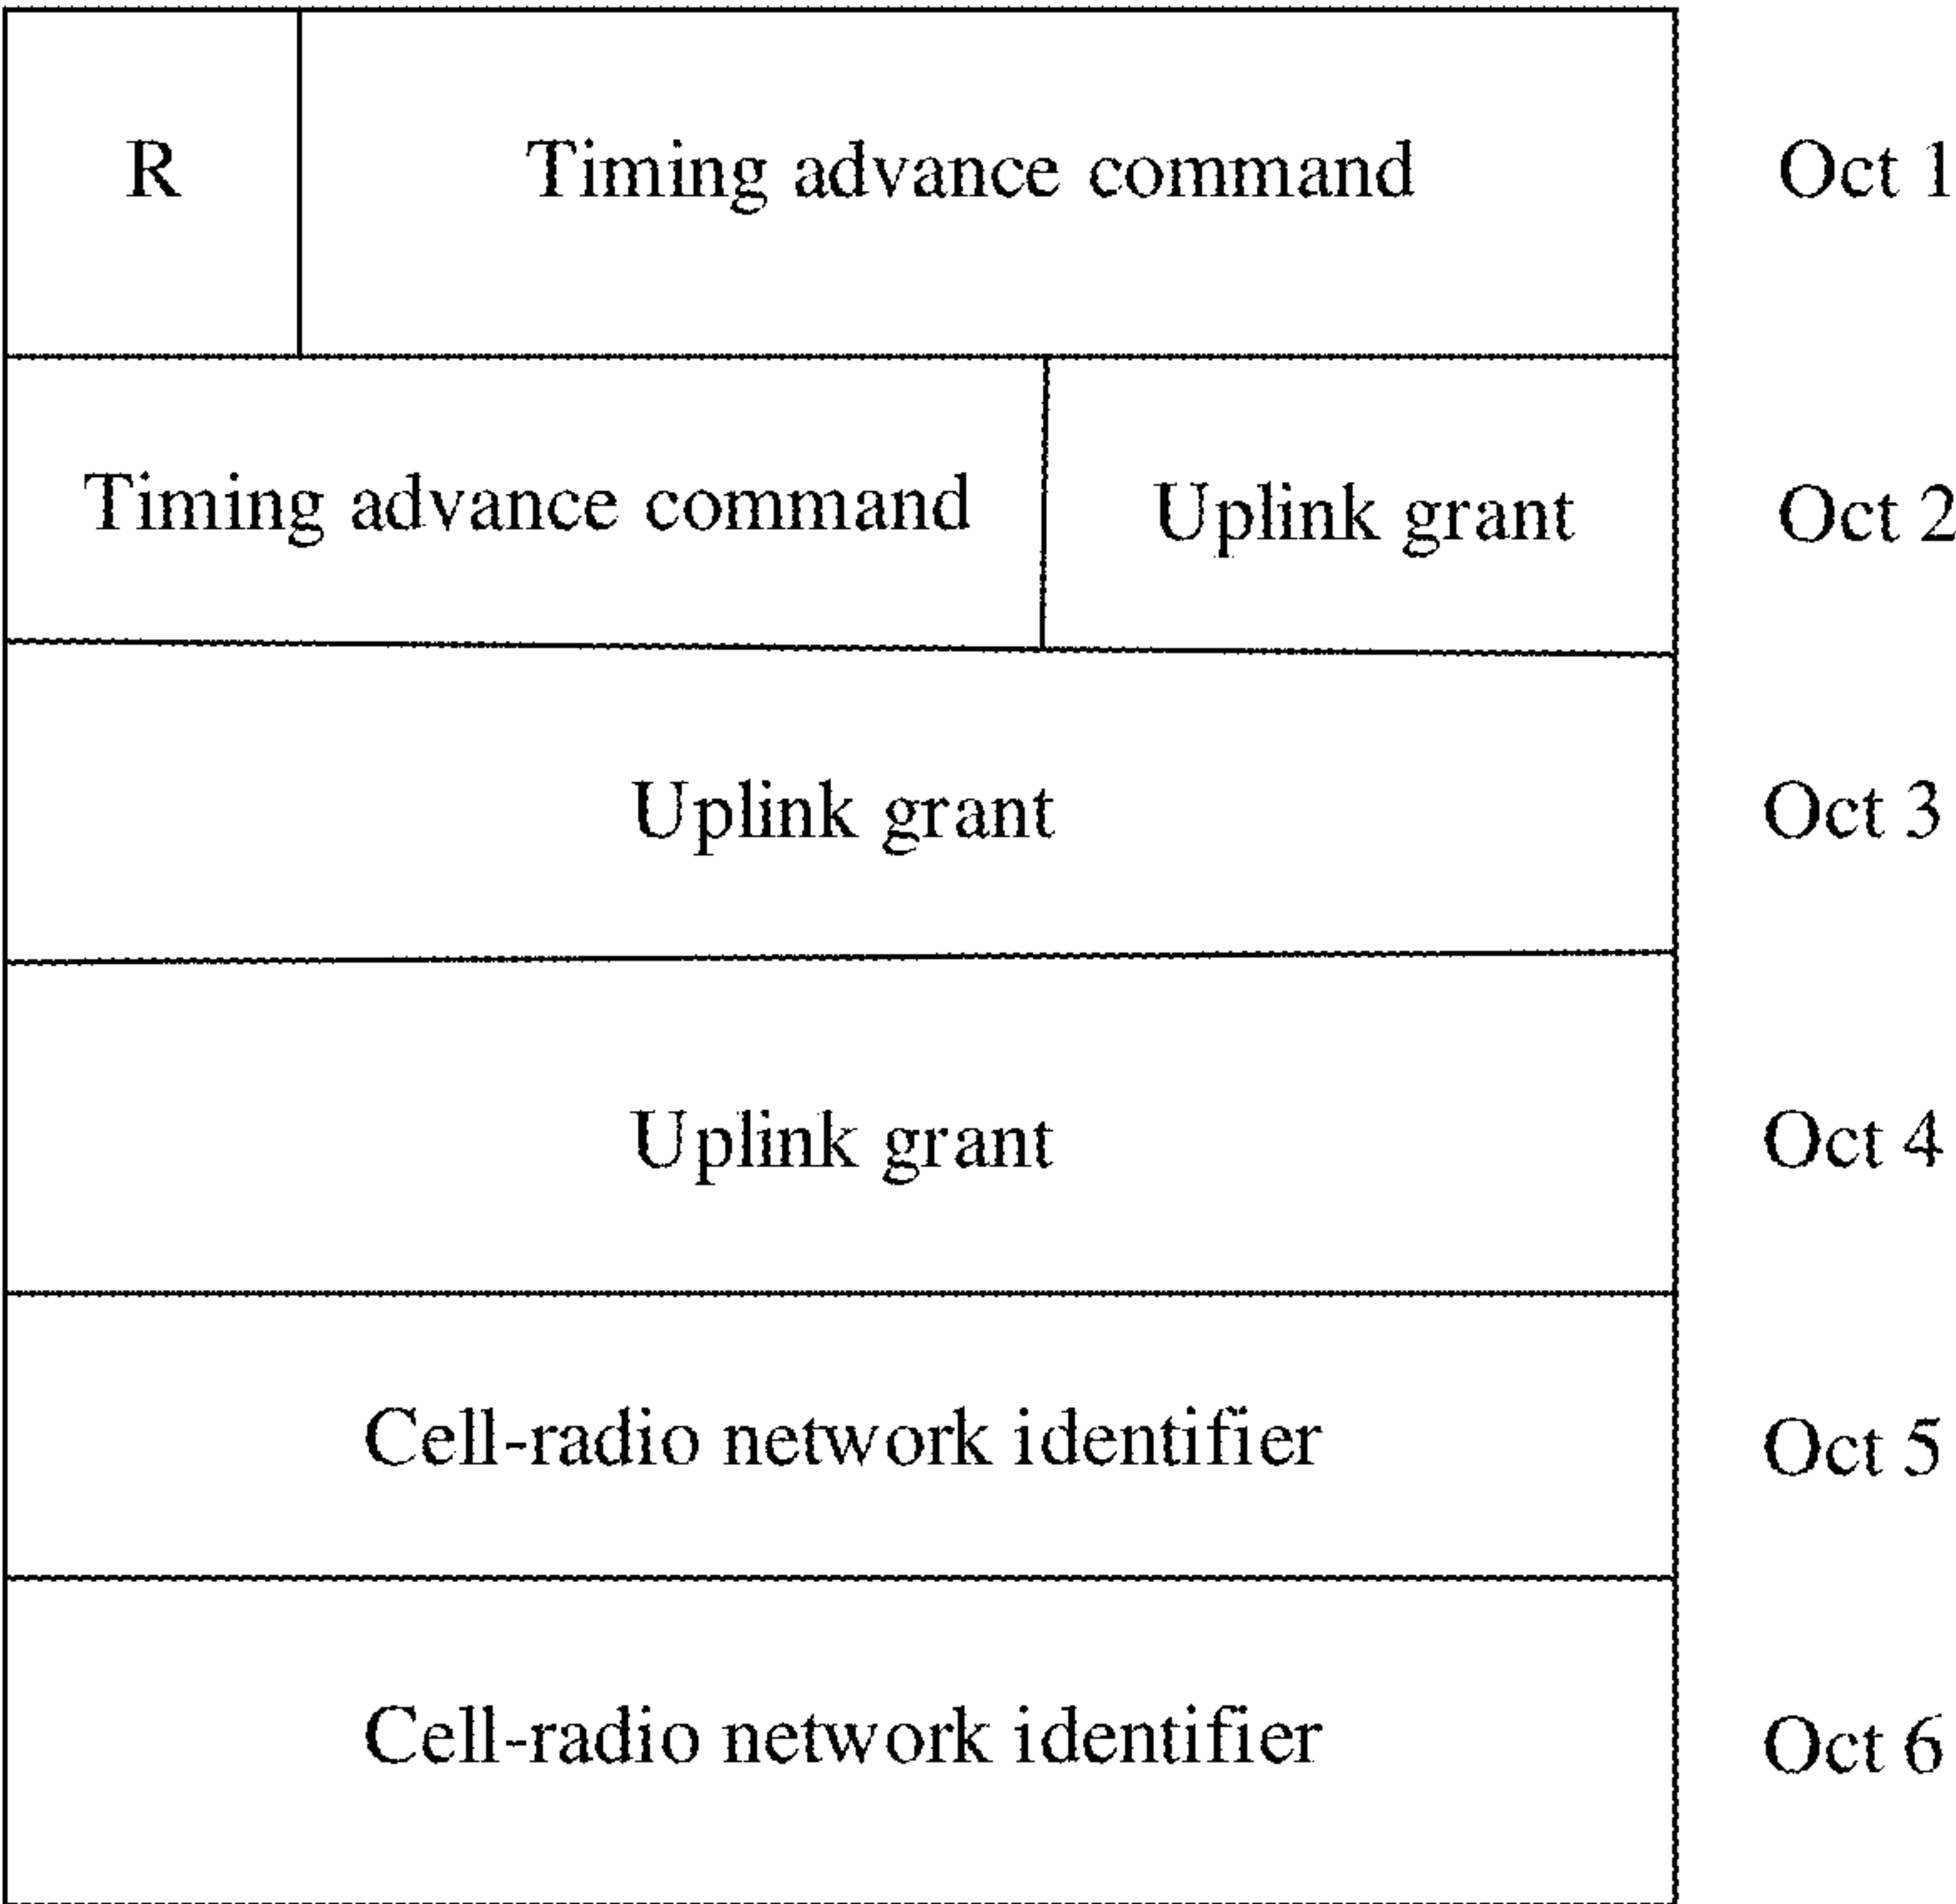 R Timing advance command Oct 1
Timing advance command Uplink grant Oct 2
Uplink grant Oct 3
Uplink grant Oct 4
Cell-radio network identifier Oct 5
Cell-radio network identifier Oct 6